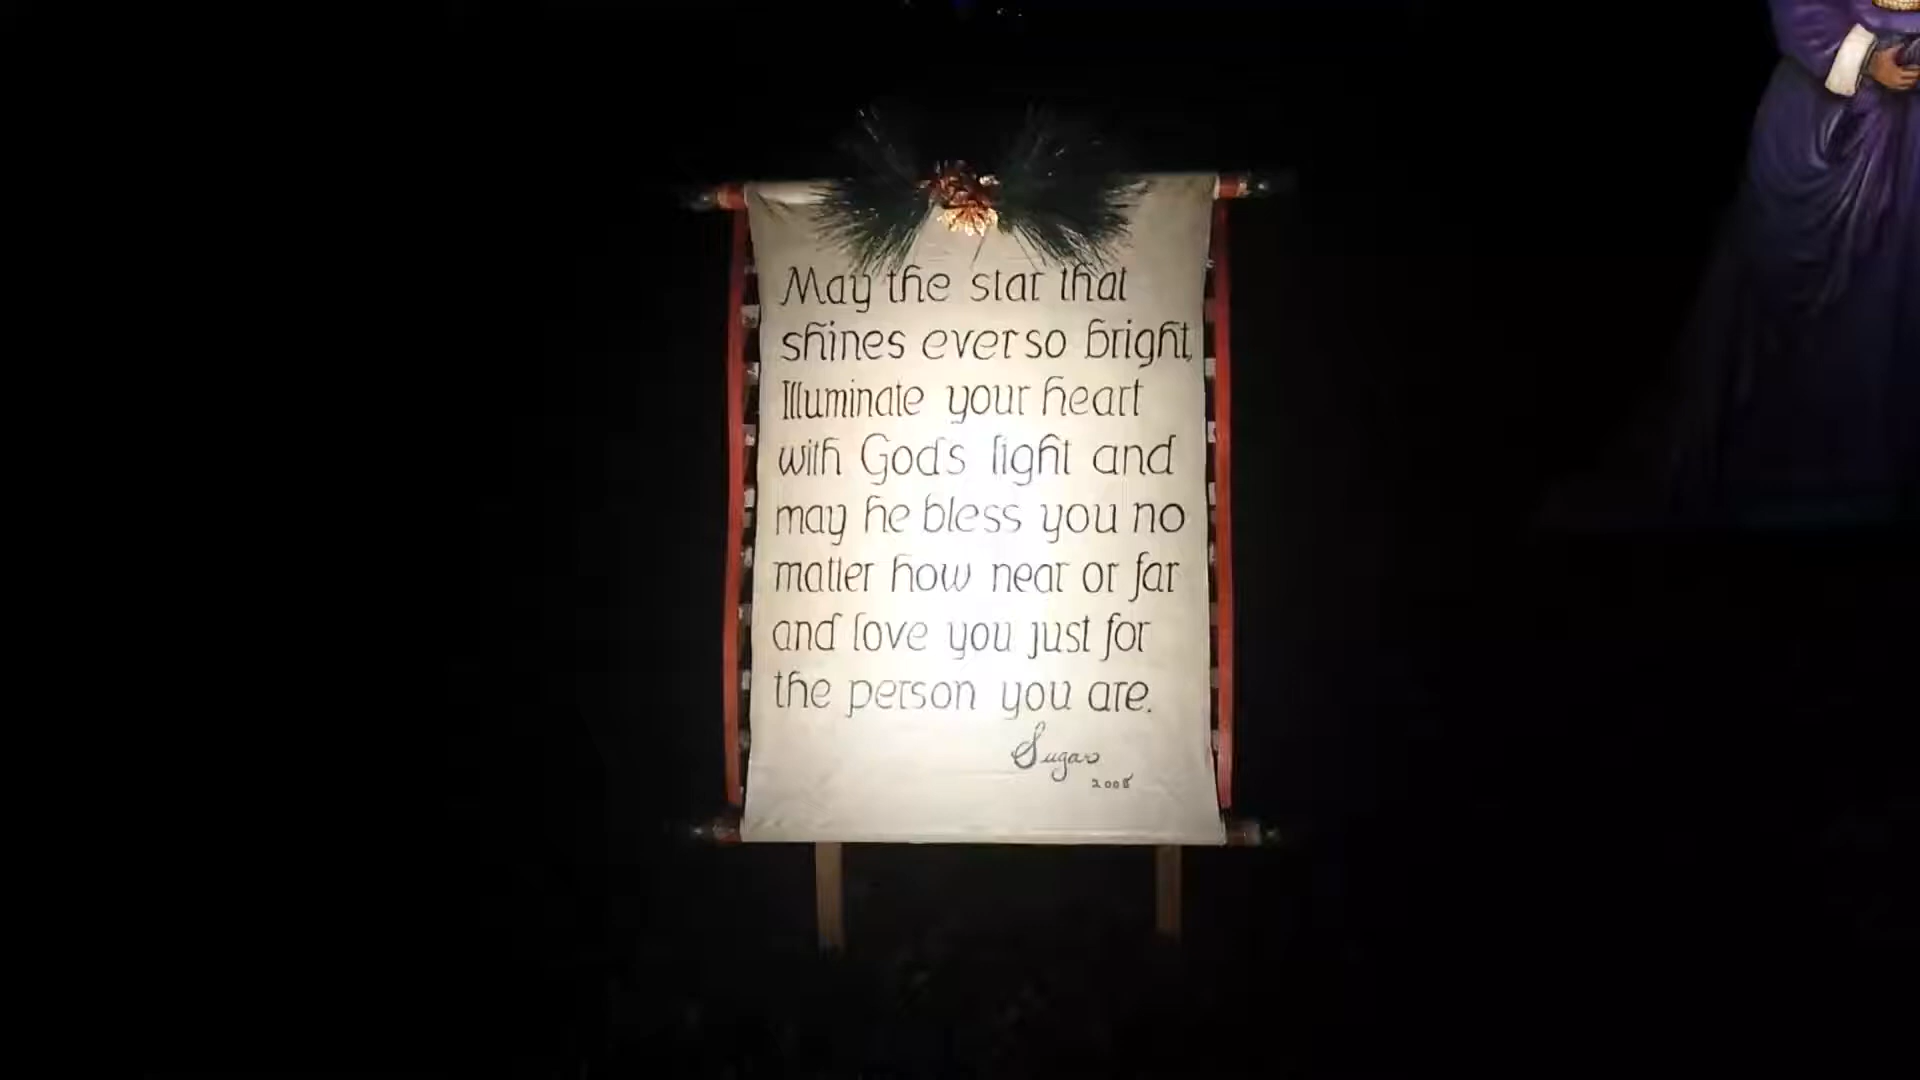 May the star that
shines ever so bright,
Illuminate your heart
with God's light and
may he bless you no
matter how near or far
and love you just for
the person you are.
Sugar
2008